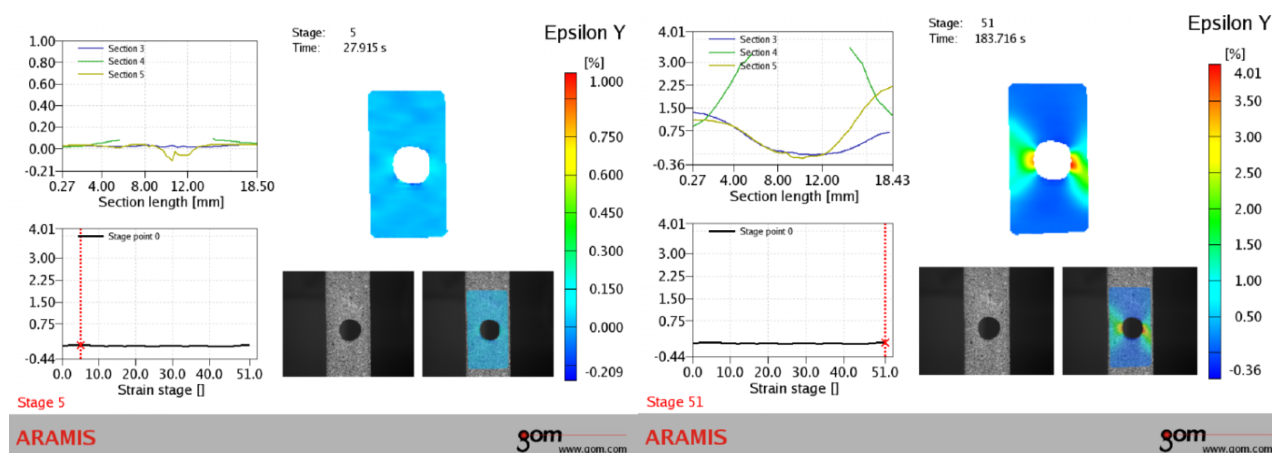 Stage: 5
Time: 27.915 s
Epsilon Y
[%]
1.00
0.80
0.60
0.40
0.20
0.00
-0.21
Section 3
Section 4
Section 5
0.27 4.00 8.00 12.00 18.50
Section length [mm]
1.000
0.750
0.600
0.450
0.300
0.150
0.000
-0.209
4.01
3.00
2.25
1.50
0.75
-0.44
Stage point 0
0.0 10.0 20.0 30.0 40.0 51.0
Strain stage []
Stage 5
ARAMIS
gom
www.gom.com
Stage: 51
Time: 183.716 s
Epsilon Y
[%]
4.01
3.00
2.25
1.50
0.75
-0.36
Section 3
Section 4
Section 5
0.27 4.00 8.00 12.00 18.43
Section length [mm]
4.01
3.50
3.00
2.50
2.00
1.50
1.00
0.50
-0.36
4.01
3.00
2.25
1.50
0.75
-0.44
Stage point 0
0.0 10.0 20.0 30.0 40.0 51.0
Strain stage []
Stage 51
ARAMIS
gom
www.gom.com